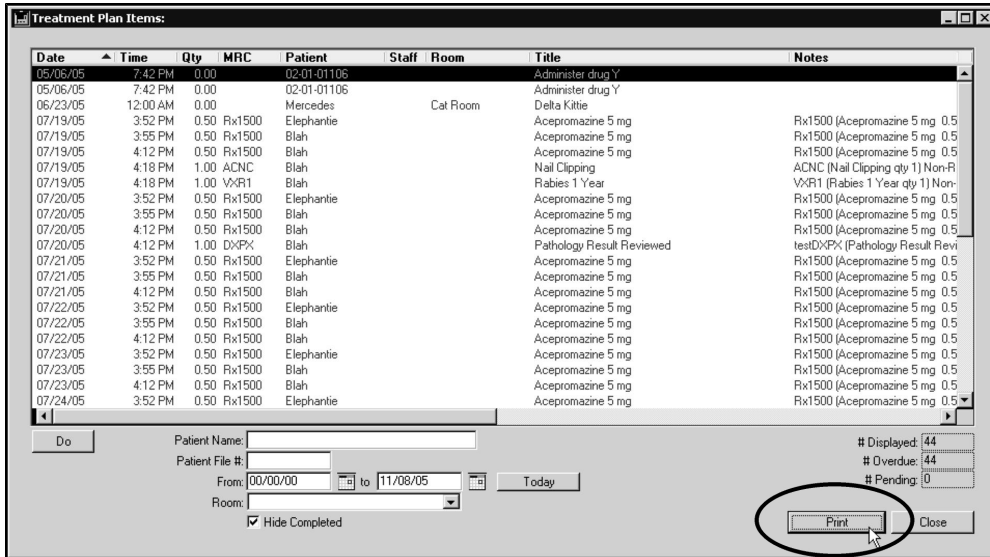 Treatment Plan Items:
Date Time Qty MRC Patient Staff Room Title Notes
05/06/05 7:42 PM 0.00 02-01-01106 Administer drug Y
05/06/05 7:42 PM 0.00 02-01-01106 Administer drug Y
06/23/05 12:00 AM 0.00 Mercedes Cat Room Delta Kittie
07/19/05 3:52 PM 0.50 Rx1500 Elephantie Acepromazine 5 mg Rx1500 (Acepromazine 5 mg 0.5
07/19/05 3:55 PM 0.50 Rx1500 Blah Acepromazine 5 mg Rx1500 (Acepromazine 5 mg 0.5
07/19/05 4:12 PM 0.50 Rx1500 Blah Acepromazine 5 mg Rx1500 (Acepromazine 5 mg 0.5
07/19/05 4:18 PM 1.00 ACNC Blah Nail Clipping ACNC (Nail Clipping qty 1) Non-R
07/19/05 4:18 PM 1.00 VXR1 Blah Rabies 1 Year VXR1 (Rabies 1 Year qty 1) Non-
07/20/05 3:52 PM 0.50 Rx1500 Elephantie Acepromazine 5 mg Rx1500 (Acepromazine 5 mg 0.5
07/20/05 3:55 PM 0.50 Rx1500 Blah Acepromazine 5 mg Rx1500 (Acepromazine 5 mg 0.5
07/20/05 4:12 PM 0.50 Rx1500 Blah Acepromazine 5 mg Rx1500 (Acepromazine 5 mg 0.5
07/20/05 4:12 PM 1.00 DXPX Blah Pathology Result Reviewed testDXPX (Pathology Result Revi
07/21/05 3:52 PM 0.50 Rx1500 Elephantie Acepromazine 5 mg Rx1500 (Acepromazine 5 mg 0.5
07/21/05 3:55 PM 0.50 Rx1500 Blah Acepromazine 5 mg Rx1500 (Acepromazine 5 mg 0.5
07/21/05 4:12 PM 0.50 Rx1500 Blah Acepromazine 5 mg Rx1500 (Acepromazine 5 mg 0.5
07/22/05 3:52 PM 0.50 Rx1500 Elephantie Acepromazine 5 mg Rx1500 (Acepromazine 5 mg 0.5
07/22/05 3:55 PM 0.50 Rx1500 Blah Acepromazine 5 mg Rx1500 (Acepromazine 5 mg 0.5
07/22/05 4:12 PM 0.50 Rx1500 Blah Acepromazine 5 mg Rx1500 (Acepromazine 5 mg 0.5
07/23/05 3:52 PM 0.50 Rx1500 Elephantie Acepromazine 5 mg Rx1500 (Acepromazine 5 mg 0.5
07/23/05 3:55 PM 0.50 Rx1500 Blah Acepromazine 5 mg Rx1500 (Acepromazine 5 mg 0.5
07/23/05 4:12 PM 0.50 Rx1500 Blah Acepromazine 5 mg Rx1500 (Acepromazine 5 mg 0.5
07/24/05 3:52 PM 0.50 Rx1500 Elephantie Acepromazine 5 mg Rx1500 (Acepromazine 5 mg 0.5
Do Patient Name: # Displayed: 44
Patient File #: # Overdue: 44
From: 00/00/00 to 11/08/05 Today # Pending: 0
Room:
Hide Completed Print Close